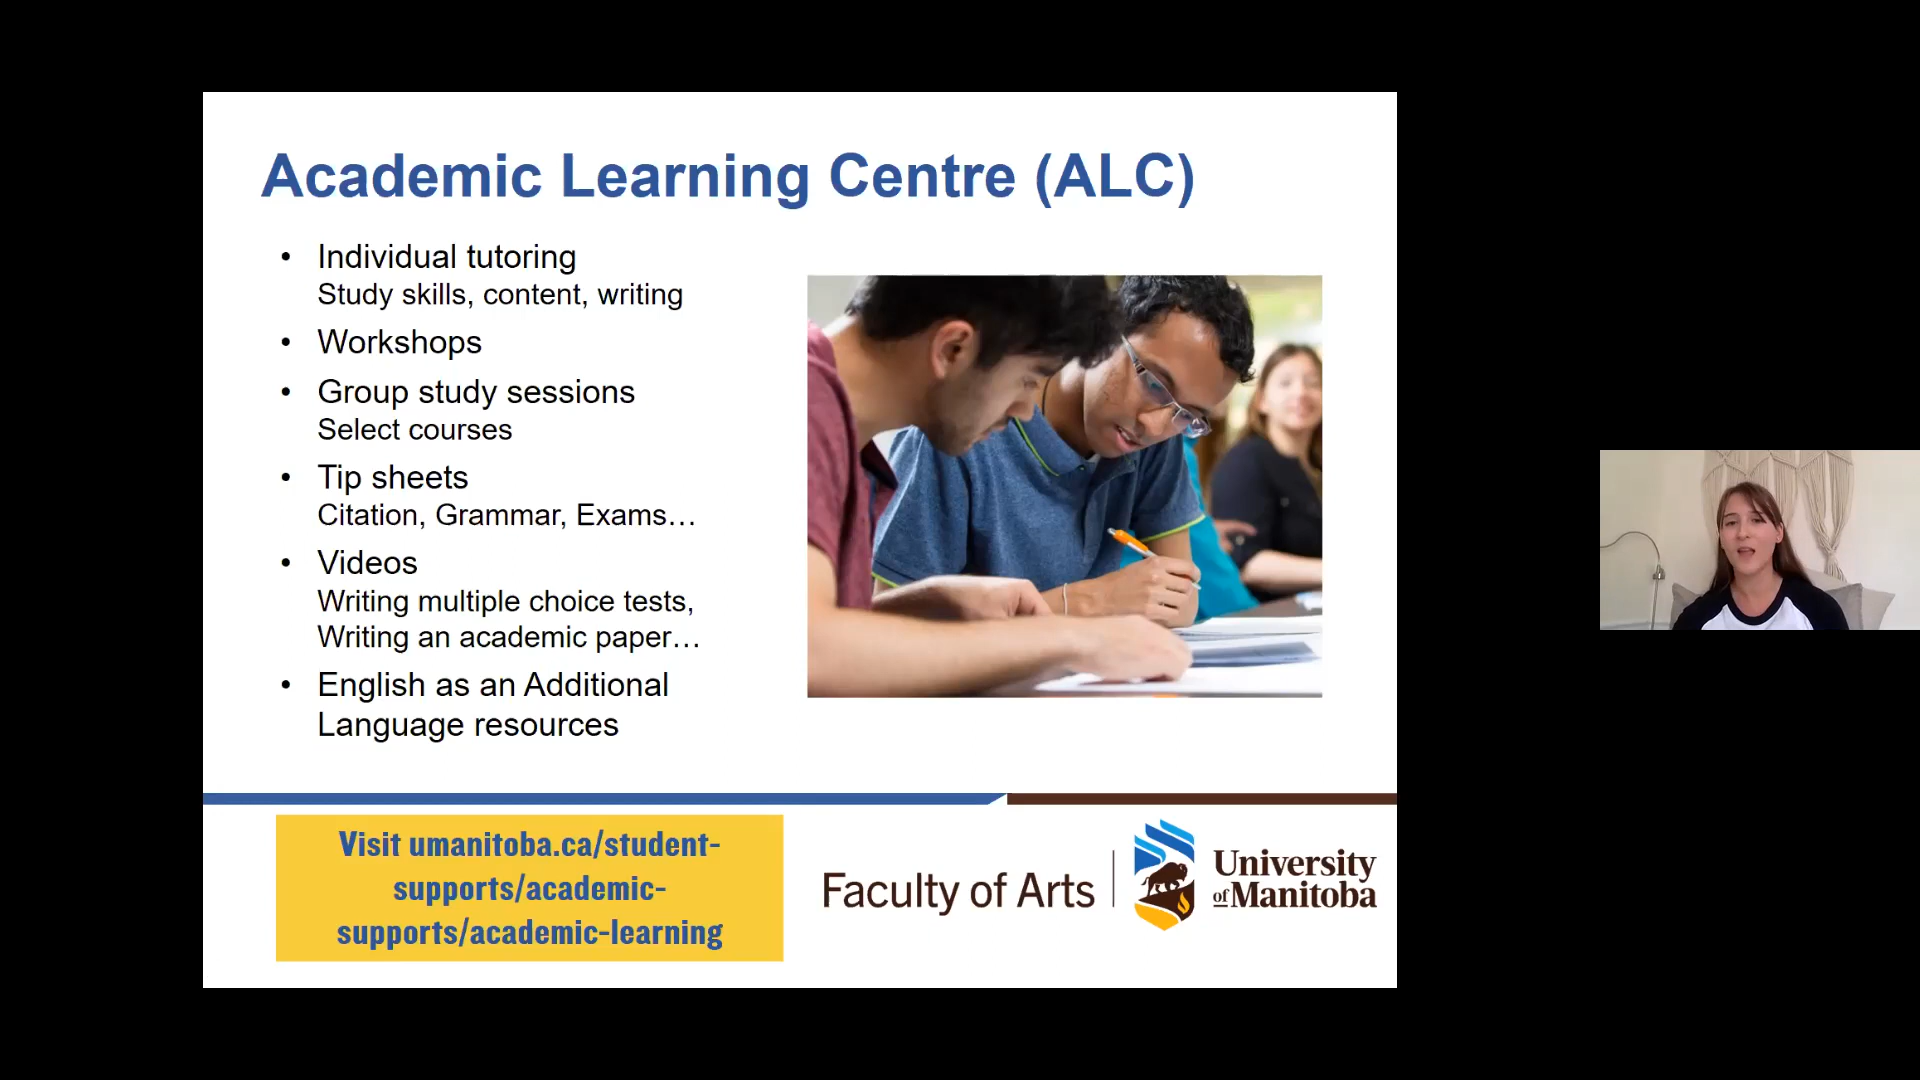 Academic Learning Centre (ALC)
• Individual tutoring
Study skills, content, writing
• Workshops
• Group study sessions
Select courses
• Tip sheets
Citation, Grammar, Exams…
• Videos
Writing multiple choice tests,
Writing an academic paper…
• English as an Additional
Language resources
Visit umanitoba.ca/student-
supports/academic-
supports/academic-learning
Faculty of Arts
University
of Manitoba